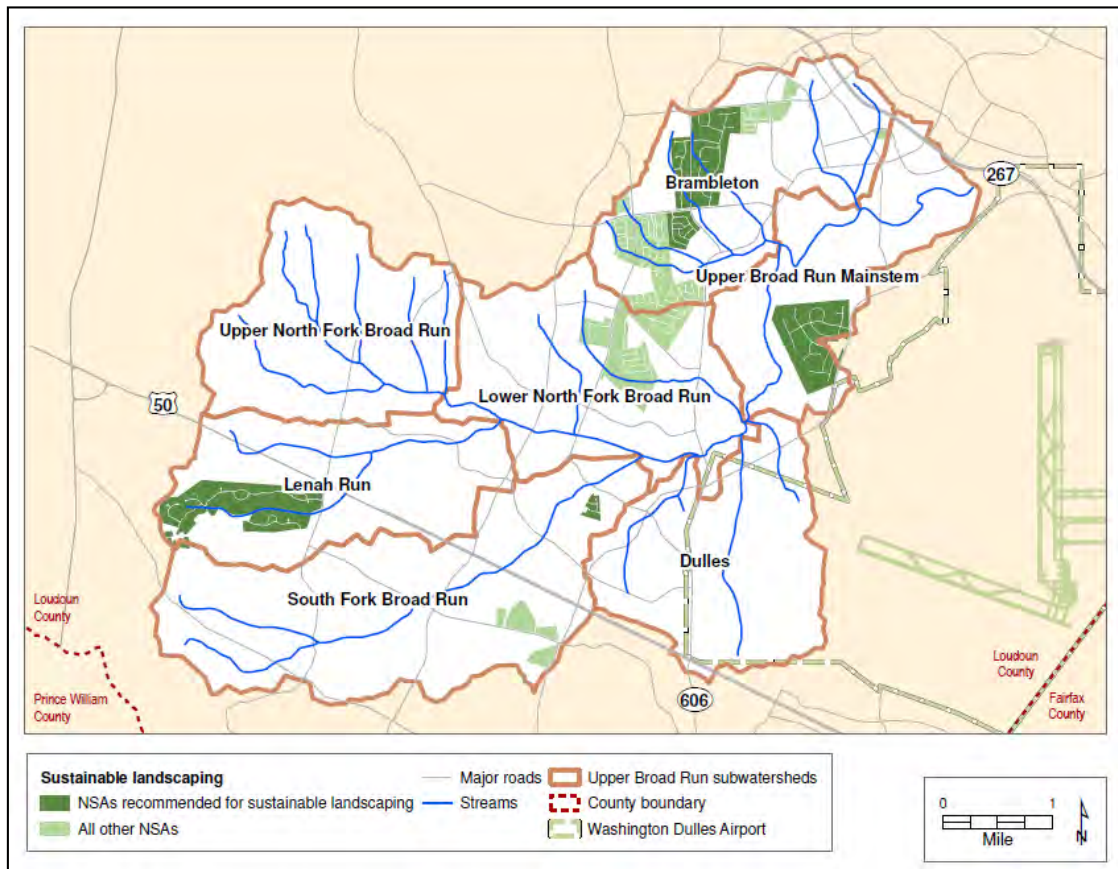 267
Brambleton
Upper Broad Run Mainstem
Upper North Fork Broad Run
50
Lower North Fork Broad Run
Lenah Run
Dulles
South Fork Broad Run
Loudoun
County
Prince William
County
606
Loudoun
County
Fairfax
County
Sustainable landscaping
NSAs recommended for sustainable landscaping
All other NSAs
Major roads
Streams
Upper Broad Run subwatersheds
County boundary
Washington Dulles Airport
0 1
Mile
N